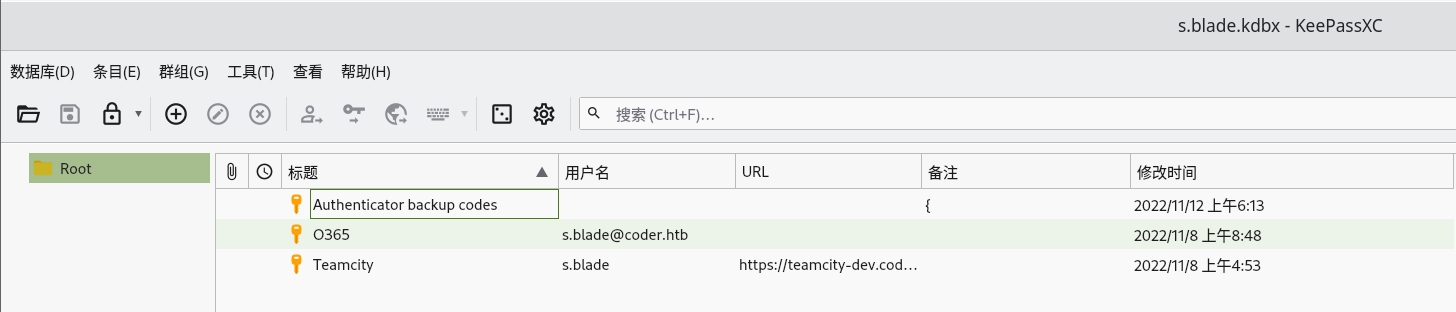 s.blade.kdbx - KeePassXC
数据库(D) 条目(E) 群组(G) 工具(T) 查看 帮助(H)
搜索 (Ctrl+F)...
Root
标题 用户名 URL 备注 修改时间
Authenticator backup codes { 2022/11/12 上午6:13
O365 s.blade@coder.htb 2022/11/8 上午8:48
Teamcity s.blade https://teamcity-dev.cod... 2022/11/8 上午4:53